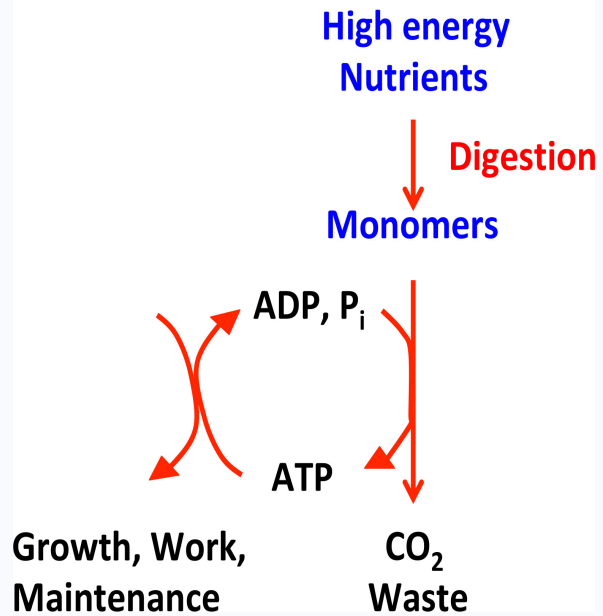 High energy
Nutrients
Digestion
Monomers
ADP, Pᵢ
ATP
Growth, Work,
Maintenance
CO₂
Waste